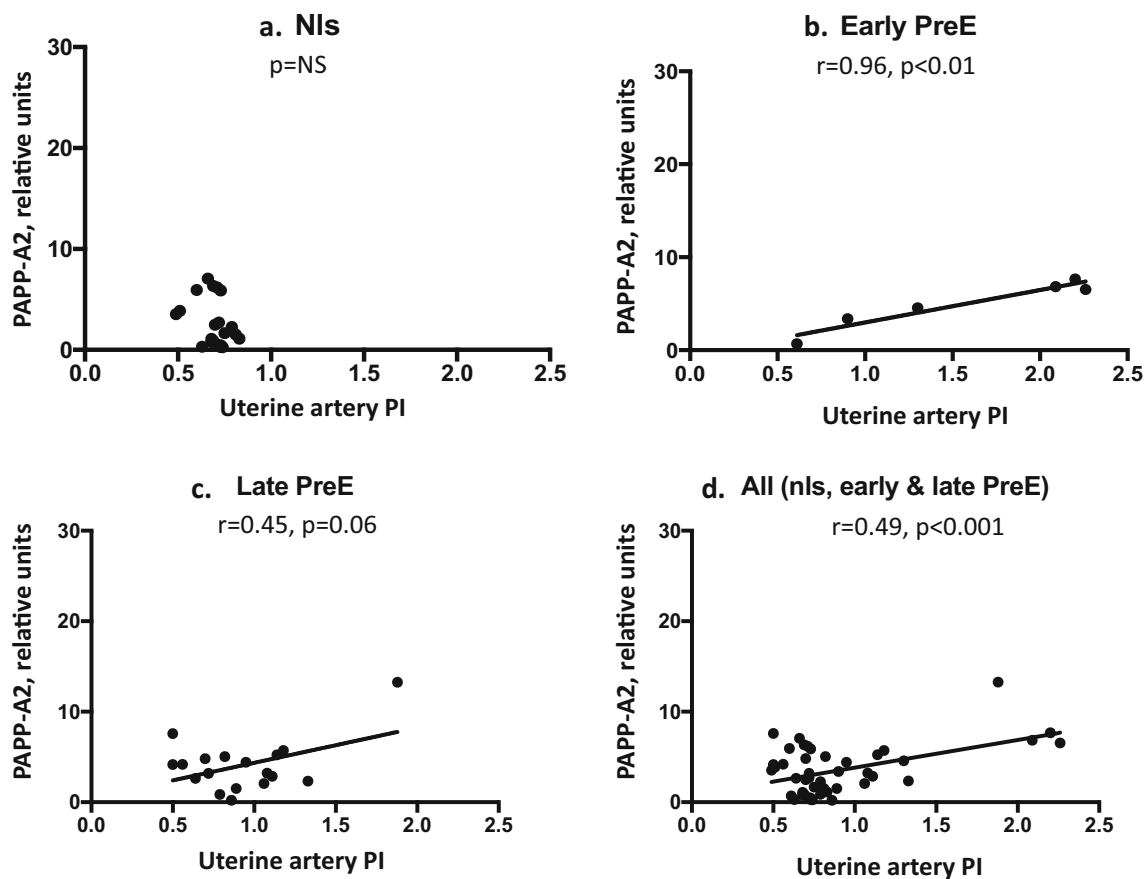 a. Nls
p=NS
PAPP-A2, relative units
30
20
10
0
0.0 0.5 1.0 1.5 2.0 2.5
Uterine artery PI
b. Early PreE
r=0.96, p<0.01
PAPP-A2, relative units
30
20
10
0
0.0 0.5 1.0 1.5 2.0 2.5
Uterine artery PI
c. Late PreE
r=0.45, p=0.06
PAPP-A2, relative units
30
20
10
0
0.0 0.5 1.0 1.5 2.0 2.5
Uterine artery PI
d. All (nls, early & late PreE)
r=0.49, p<0.001
PAPP-A2, relative units
30
20
10
0
0.0 0.5 1.0 1.5 2.0 2.5
Uterine artery PI